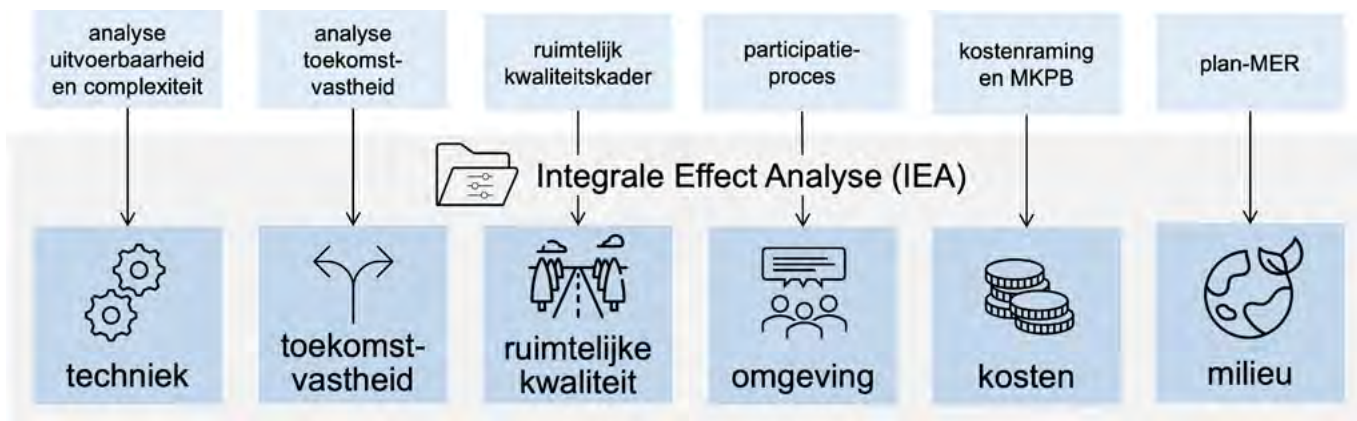 analyse
uitvoerbaarheid
en complexiteit
analyse
toekomst-
vastheid
ruimtelijk
kwaliteitskader
participatie-
proces
kostenraming
en MKPB
plan-MER
Integrale Effect Analyse (IEA)
techniek
toekomst-
vastheid
ruimtelijke
kwaliteit
omgeving
kosten
milieu